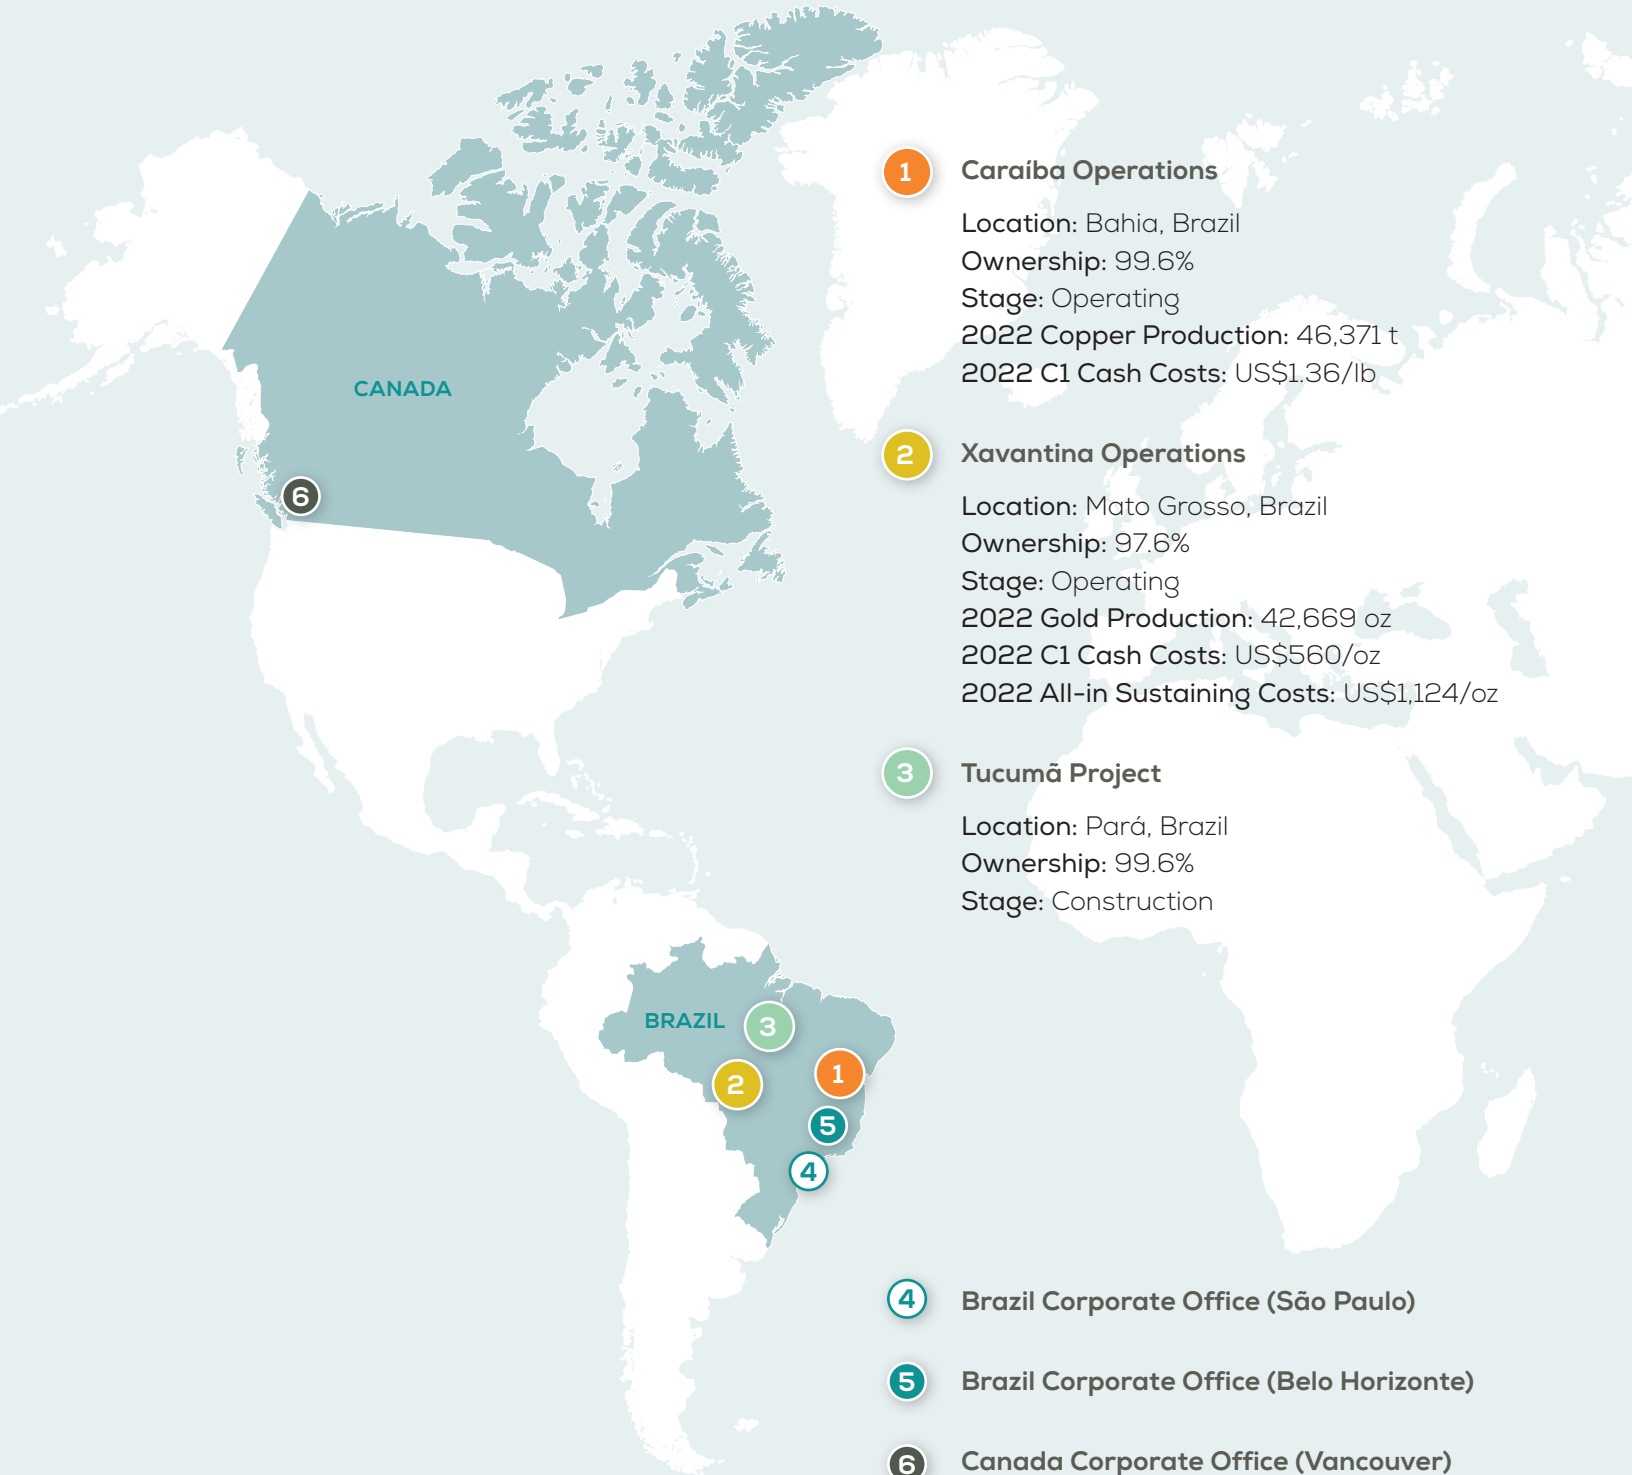 1 Caraíba Operations
Location: Bahia, Brazil
Ownership: 99.6%
Stage: Operating
2022 Copper Production: 46,371 t
2022 C1 Cash Costs: US$1.36/lb
CANADA
6
2 Xavantina Operations
Location: Mato Grosso, Brazil
Ownership: 97.6%
Stage: Operating
2022 Gold Production: 42,669 oz
2022 C1 Cash Costs: US$560/oz
2022 All-in Sustaining Costs: US$1,124/oz
3 Tucumã Project
Location: Pará, Brazil
Ownership: 99.6%
Stage: Construction
BRAZIL
3
1
2
5
4
4 Brazil Corporate Office (São Paulo)
5 Brazil Corporate Office (Belo Horizonte)
6 Canada Corporate Office (Vancouver)